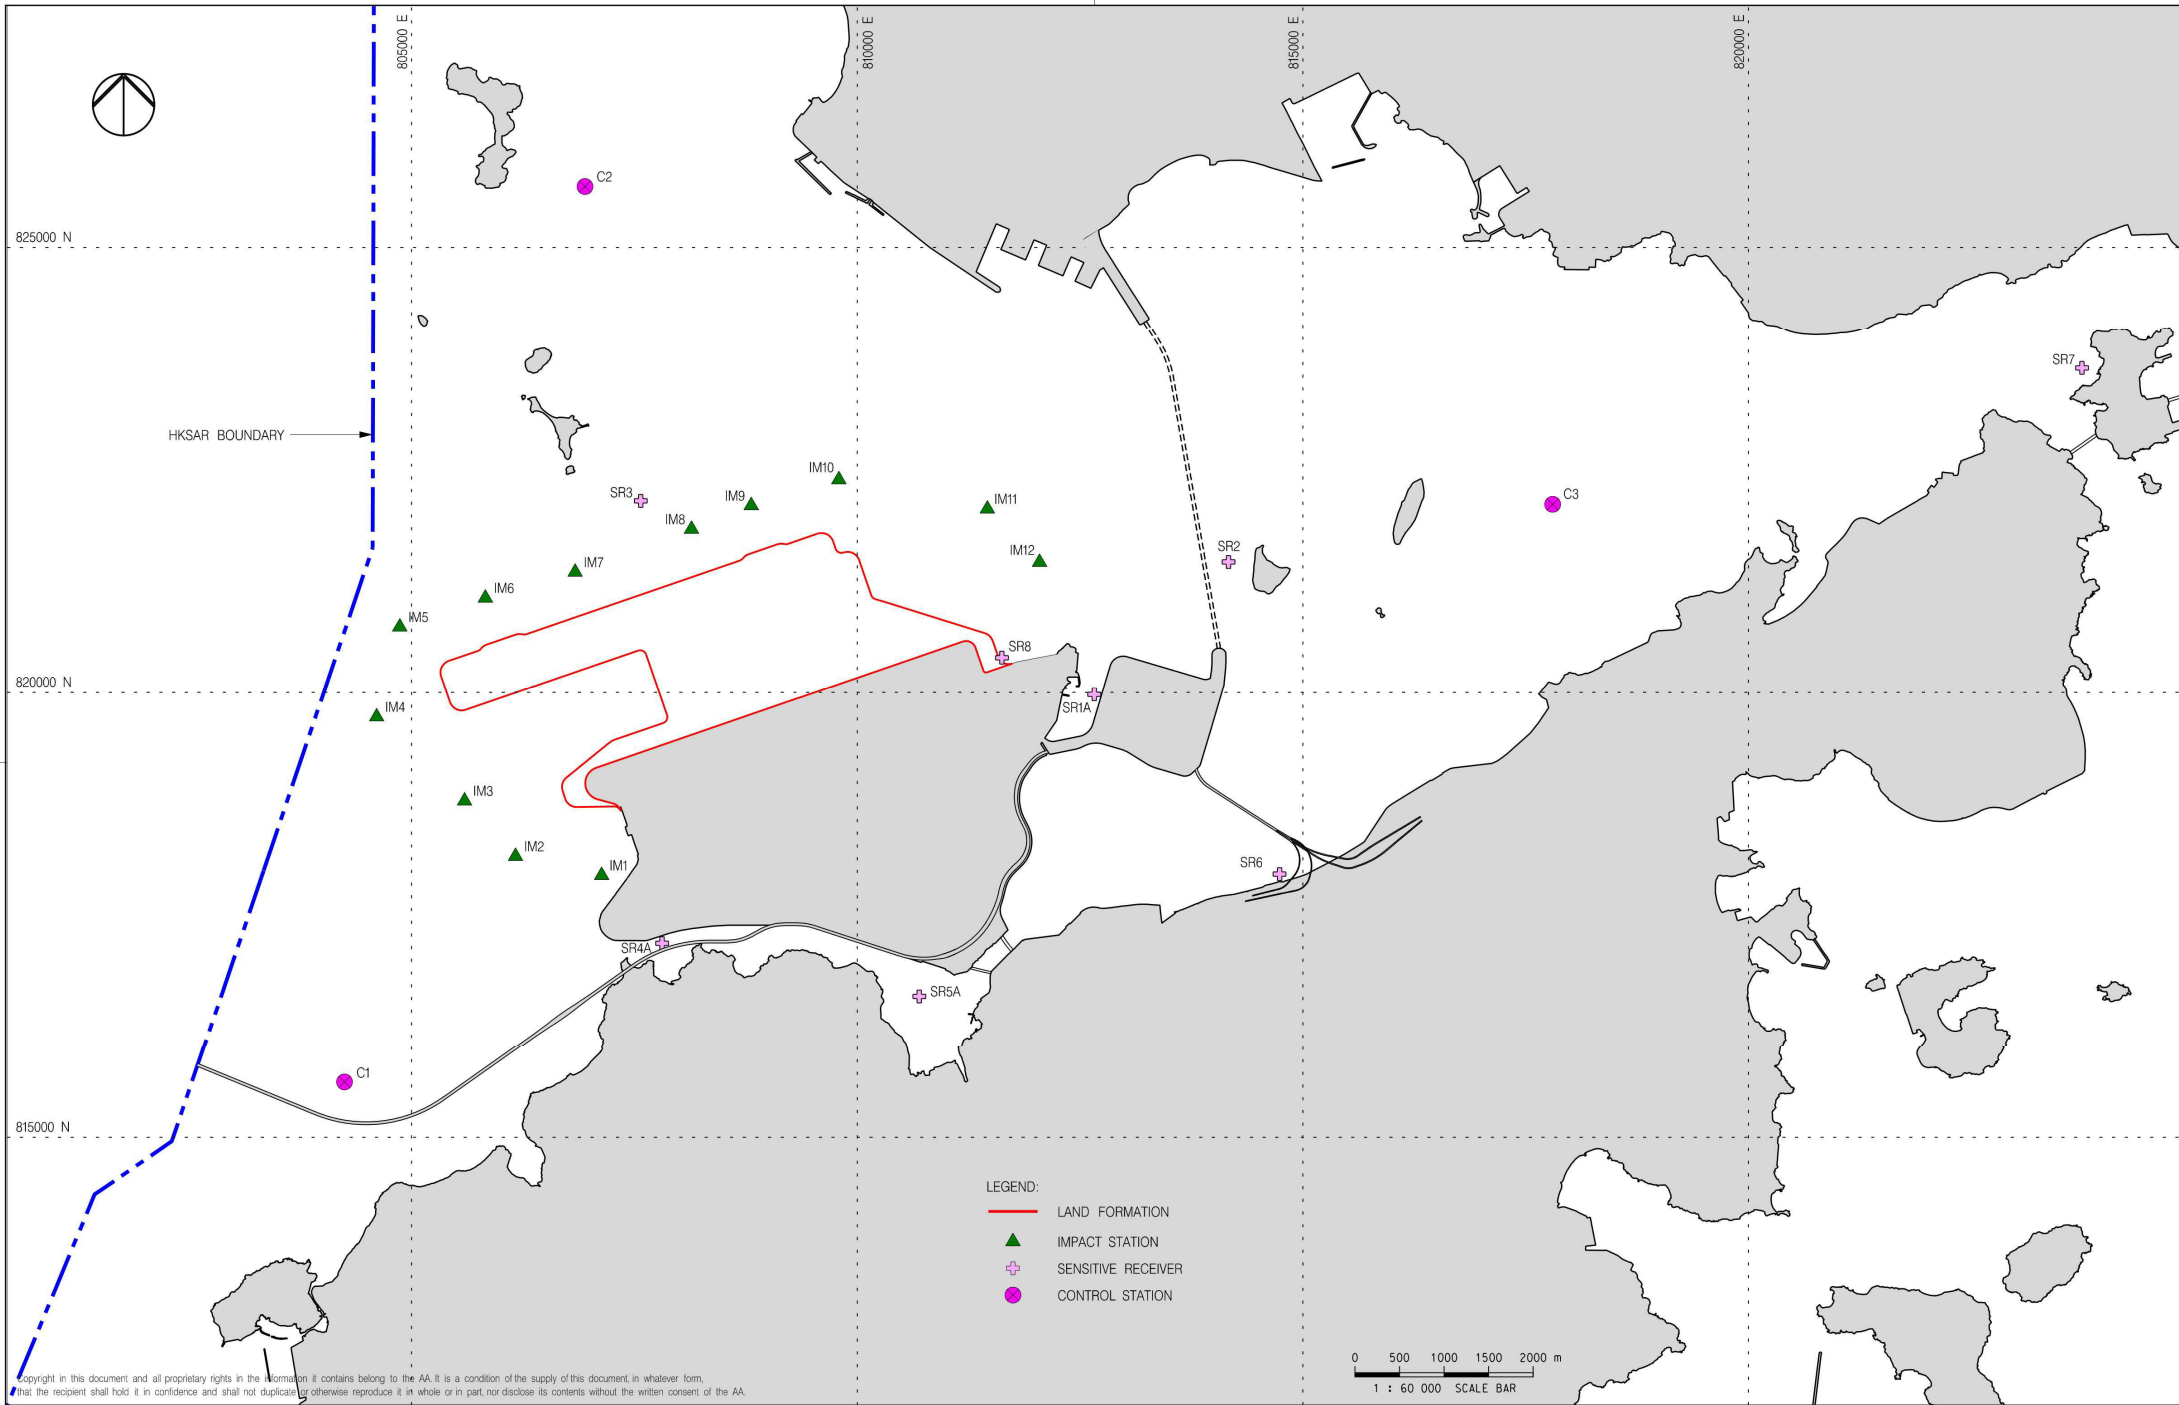 805000 E
810000 E
815000 E
820000 E
C2
825000 N
SR7
HKSAR BOUNDARY
IM10
SR3
IM9
IM11
C3
IM8
IM12
SR2
IM7
IM6
IM5
SR8
820000 N
SR1A
IM4
IM3
IM2
IM1
SR6
SR4A
SR5A
C1
815000 N
LEGEND:
LAND FORMATION
IMPACT STATION
SENSITIVE RECEIVER
CONTROL STATION
0 500 1000 1500 2000 m
1 : 60 000 SCALE BAR
Copyright in this document and all proprietary rights in the information it contains belong to the AA. It is a condition of the supply of this document, in whatever form,
that the recipient shall hold it in confidence and shall not duplicate or otherwise reproduce it in whole or in part, nor disclose its contents without the written consent of the AA.